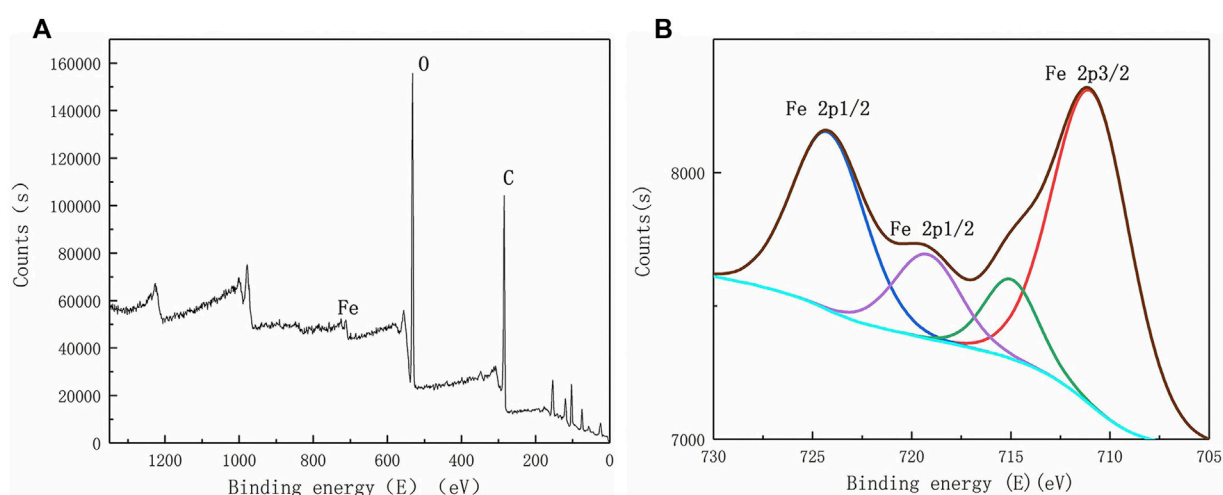 A
Counts (s)
160000
140000
120000
100000
80000
60000
40000
20000
0
O
C
Fe
1200 1000 800 600 400 200 0
Binding energy (E) (eV)
B
Counts(s)
8000
7000
Fe 2p1/2
Fe 2p1/2
Fe 2p3/2
730 725 720 715 710 705
Binding energy (E)(eV)